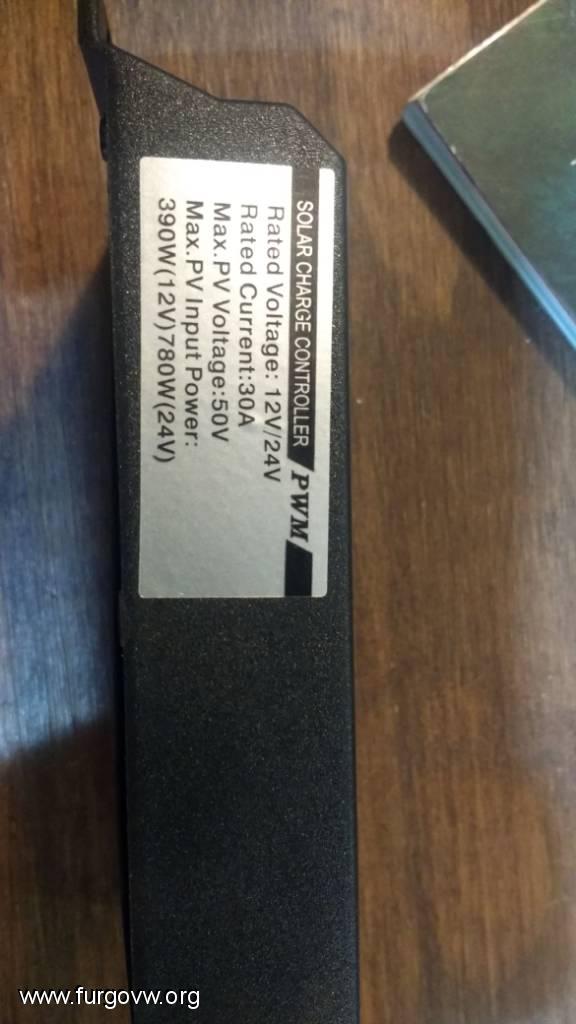 SOLAR CHARGE CONTROLLER PWM
Rated Voltage: 12V/24V
Rated Current:30A
Max.PV Voltage:50V
Max.PV Input Power:
390W(12V)780W(24V)
www.furgovw.org